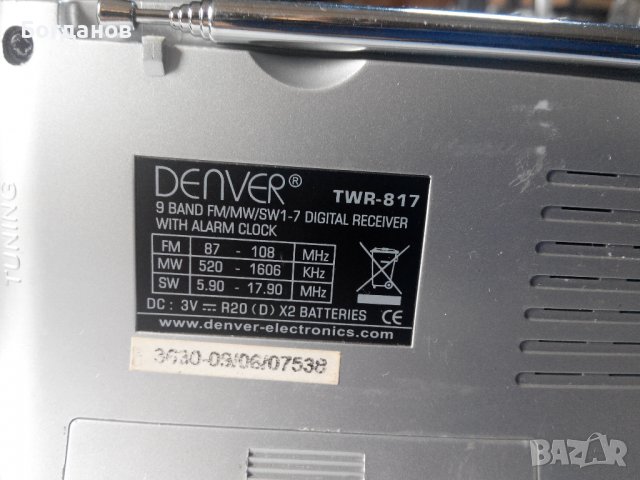 Богданов
TUNING
DENVER® TWR-817
9 BAND FM/MW/SW1-7 DIGITAL RECEIVER
WITH ALARM CLOCK
FM 87 - 108 MHz
MW 520 - 1606 KHz
SW 5.90 - 17.90 MHz
DC : 3V R20 (D) X2 BATTERIES CE
www.denver-electronics.com
3630-09/06/07538
BAZAR